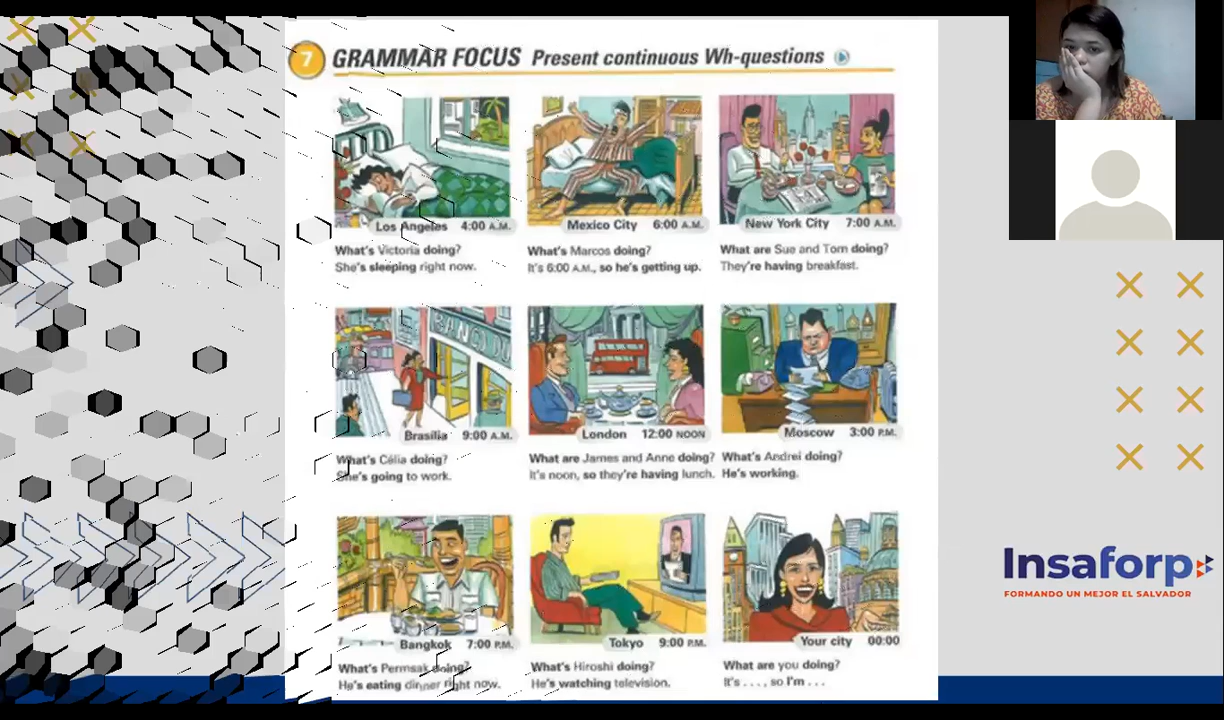 7 GRAMMAR FOCUS Present continuous Wh-questions
Los Angeles 4:00 A.M.
What's Victoria doing?
She's sleeping right now.
Mexico City 6:00 A.M.
What's Marcos doing?
It's 6:00 A.M., so he's getting up.
New York City 7:00 A.M.
What are Sue and Tom doing?
They're having breakfast.
BANCO DU
Brasília 9:00 A.M.
What's Célia doing?
She's going to work.
London 12:00 NOON
What are James and Anne doing?
It's noon, so they're having lunch.
Moscow 3:00 P.M.
What's Andrei doing?
He's working.
Bangkok 7:00 P.M.
What's Permsak doing?
He's eating dinner right now.
Tokyo 9:00 P.M.
What's Hiroshi doing?
He's watching television.
Your city 00:00
What are you doing?
It's . . . , so I'm . . .
Insaforp
FORMANDO UN MEJOR EL SALVADOR